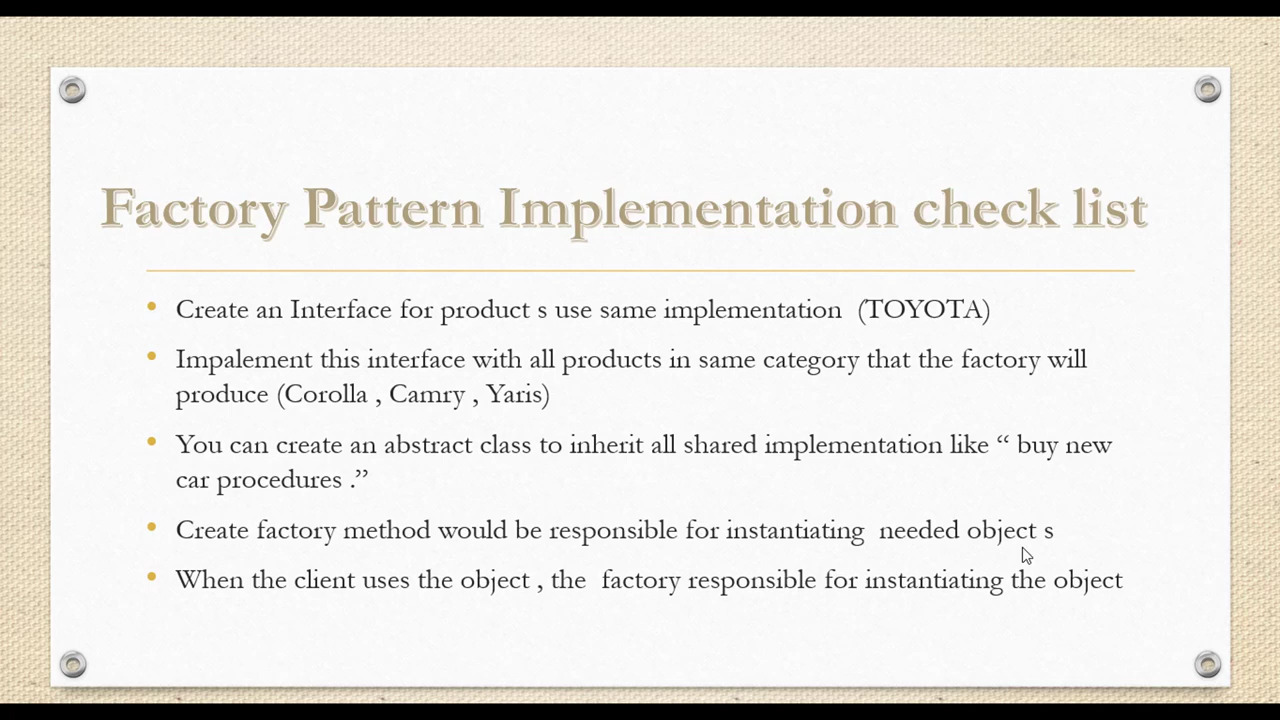 Factory Pattern Implementation check list
• Create an Interface for product s use same implementation  (TOYOTA)
• Impalement this interface with all products in same category that the factory will
produce (Corolla , Camry , Yaris)
• You can create an abstract class to inherit all shared implementation like “ buy new
car procedures .”
• Create factory method would be responsible for instantiating  needed object s
• When the client uses the object , the  factory responsible for instantiating the object